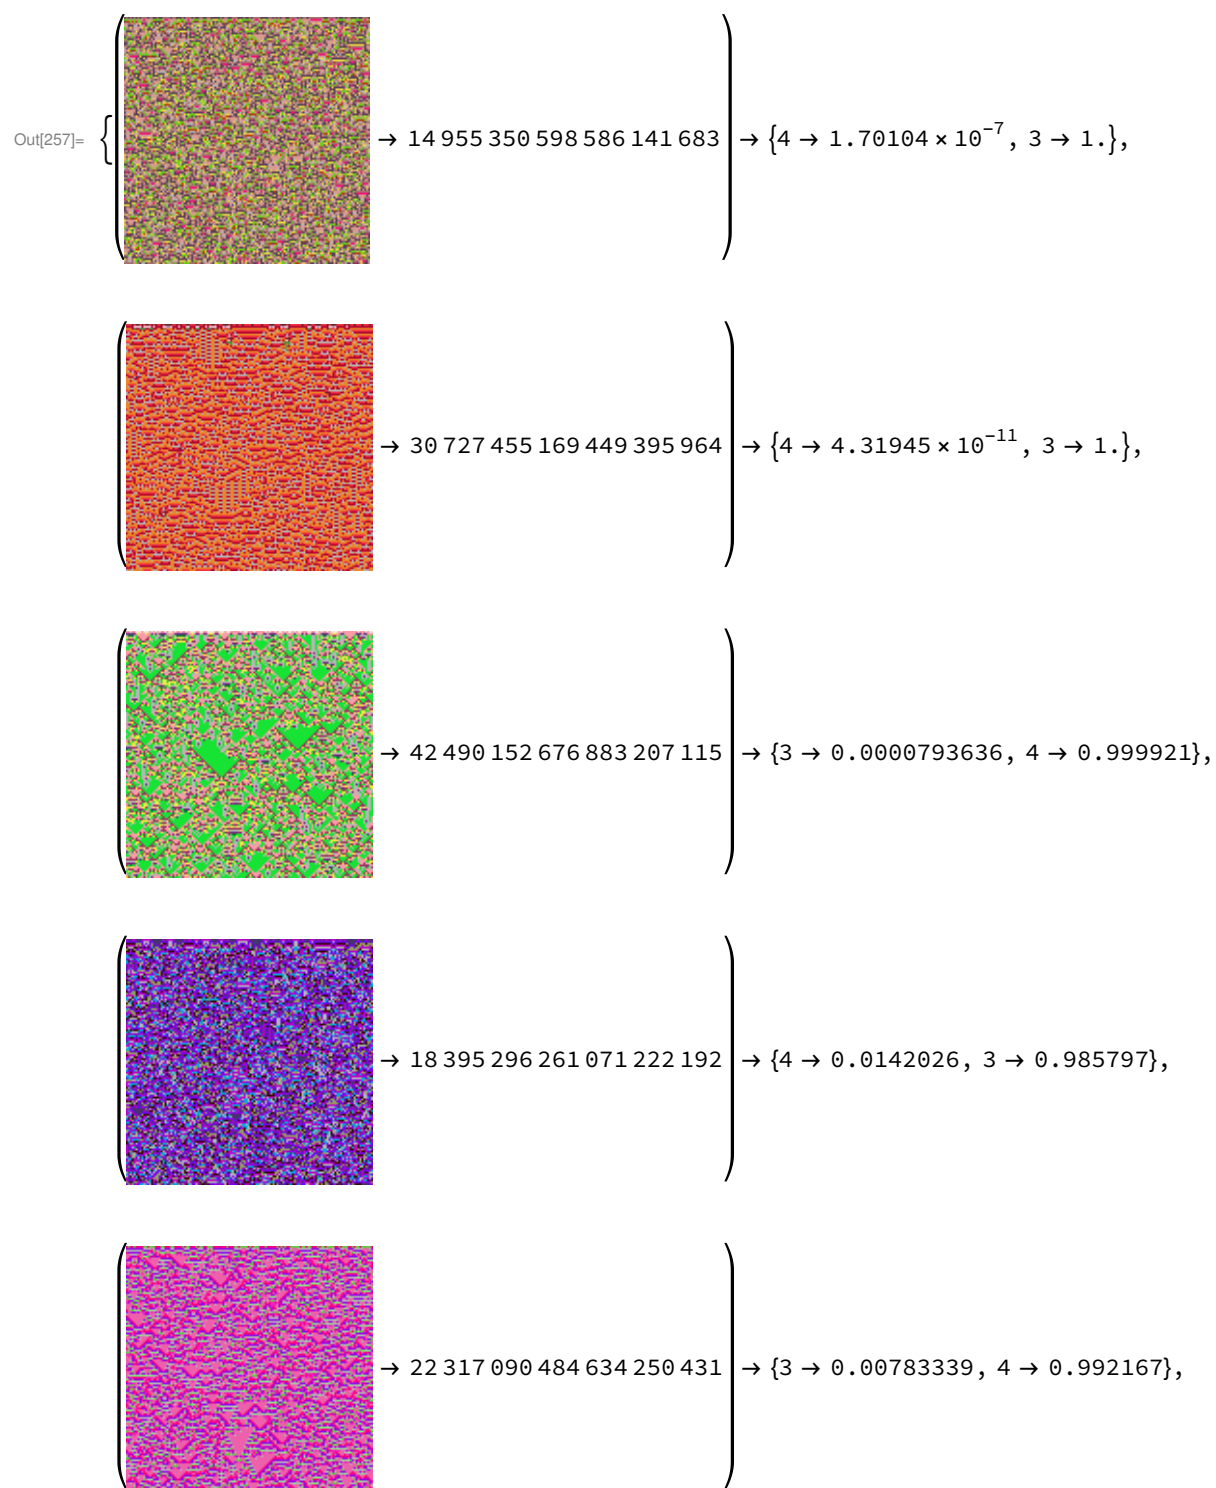 Out[257]= {( → 14 955 350 598 586 141 683) → {4 → 1.70104 × 10^-7, 3 → 1.},
( → 30 727 455 169 449 395 964) → {4 → 4.31945 × 10^-11, 3 → 1.},
( → 42 490 152 676 883 207 115) → {3 → 0.0000793636, 4 → 0.999921},
( → 18 395 296 261 071 222 192) → {4 → 0.0142026, 3 → 0.985797},
( → 22 317 090 484 634 250 431) → {3 → 0.00783339, 4 → 0.992167},